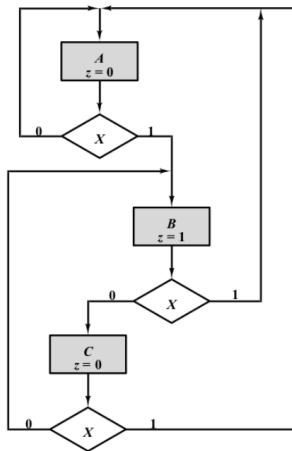 A
z = 0
0 X 1
B
z = 1
0 X 1
C
z = 0
0 X 1